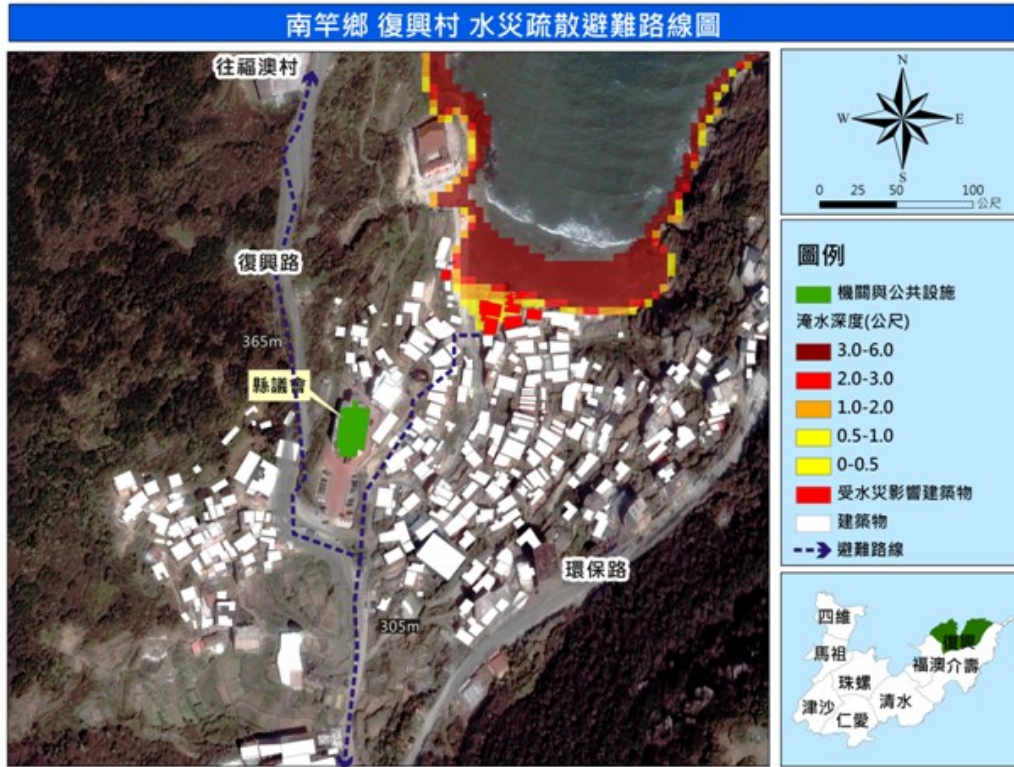 南竿鄉 復興村 水災疏散避難路線圖
往福澳村
復興路
365m
縣議會
環保路
305m
N
W
E
S
0 25 50 100
公尺
圖例
機關與公共設施
淹水深度(公尺)
3.0-6.0
2.0-3.0
1.0-2.0
0.5-1.0
0-0.5
受水災影響建築物
建築物
避難路線
四維
馬祖
復興
福澳
介壽
珠螺
清水
津沙
仁愛